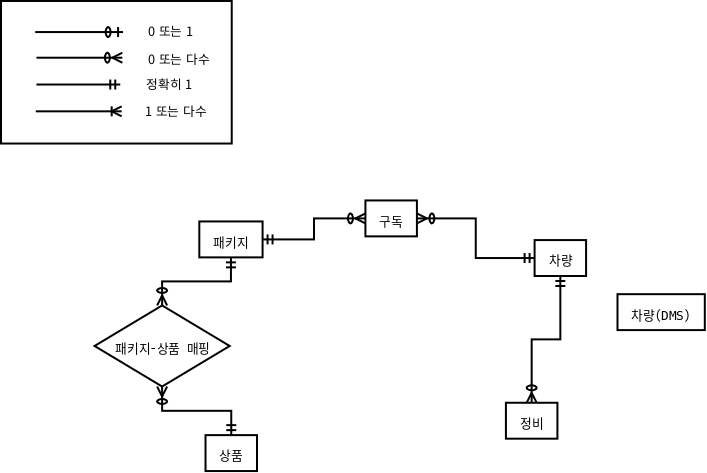 0 또는 1
0 또는 다수
정확히 1
1 또는 다수
구독
패키지
차량
차량(DMS)
패키지-상품 매핑
정비
상품